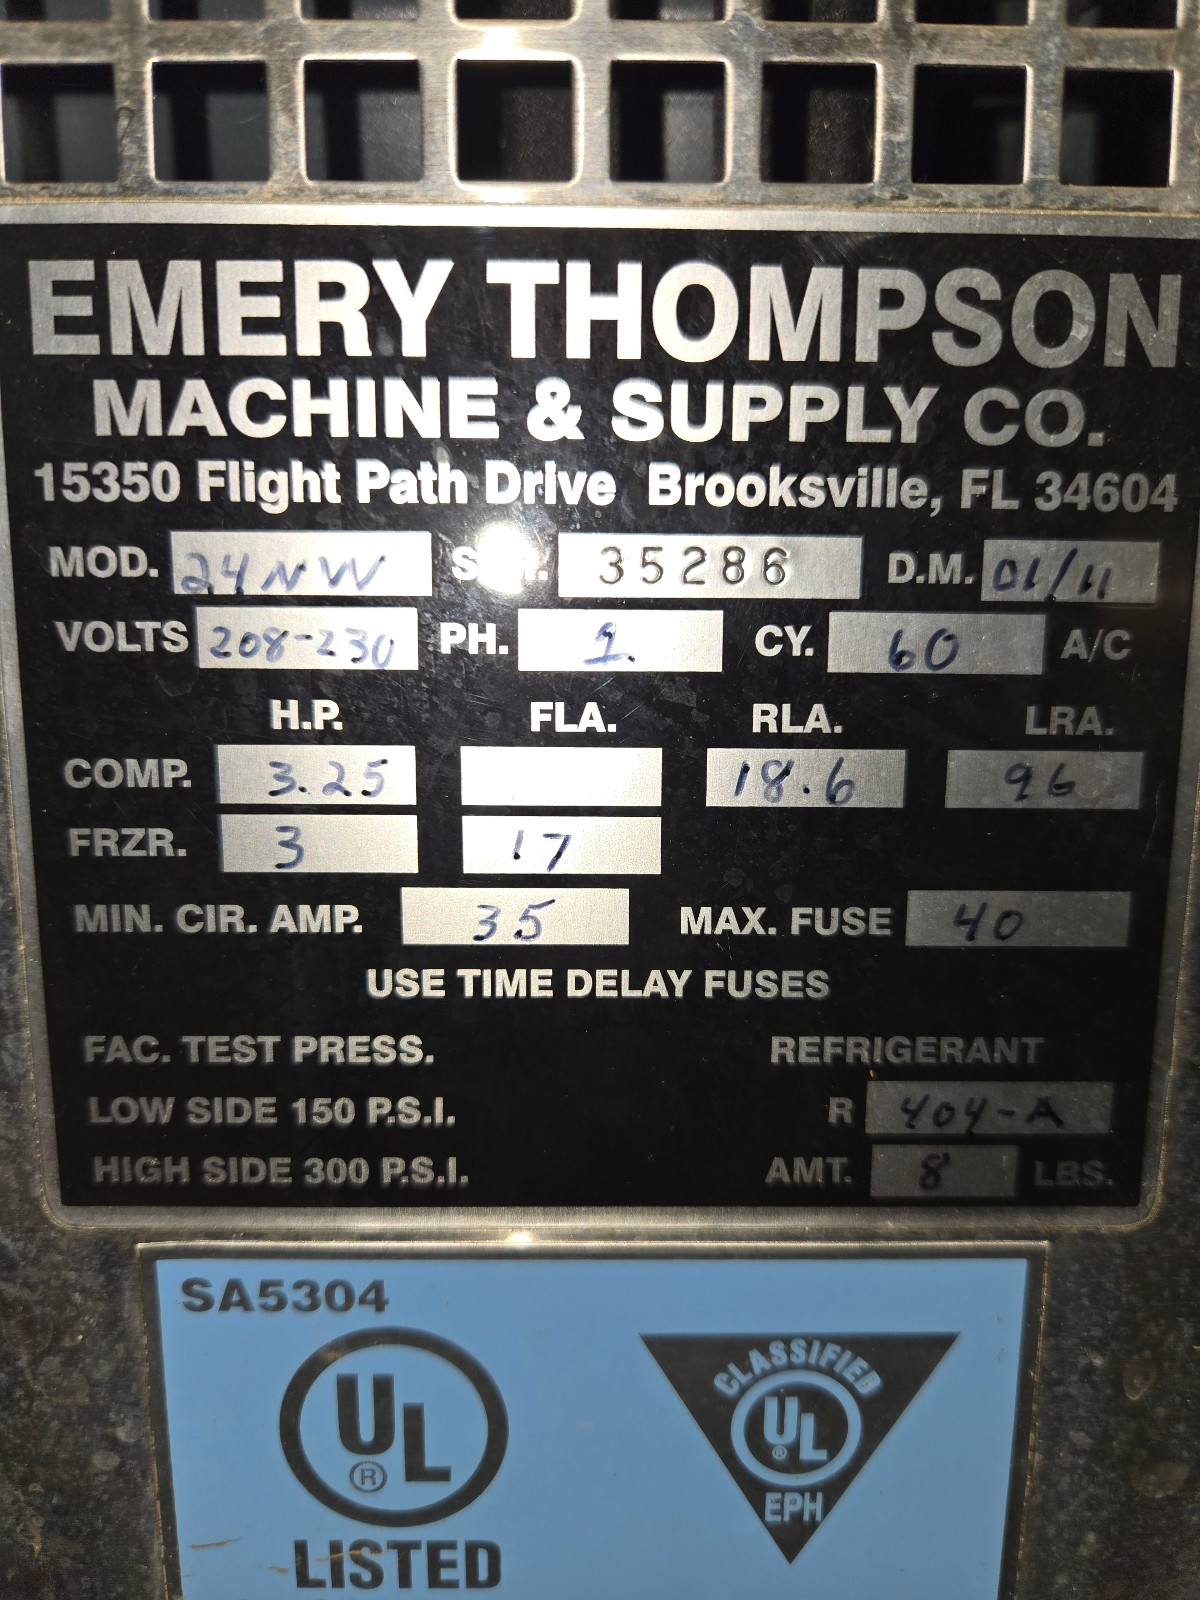 EMERY THOMPSON
MACHINE & SUPPLY CO.
15350 Flight Path Drive Brooksville, FL 34604
MOD. 24NW 35286 D.M. 01/11
VOLTS 208-230 PH. 1 CY. 60 A/C
H.P. FLA. RLA. LRA.
COMP. 3.25 18.6 96
FRZR. 3 17
MIN. CIR. AMP. 35 MAX. FUSE 40
USE TIME DELAY FUSES
FAC. TEST PRESS. REFRIGERANT
LOW SIDE 150 P.S.I. R 404-A
HIGH SIDE 300 P.S.I. AMT. 8 LBS.
SA5304
CLASSIFIED
UL ® UL ®
EPH
LISTED